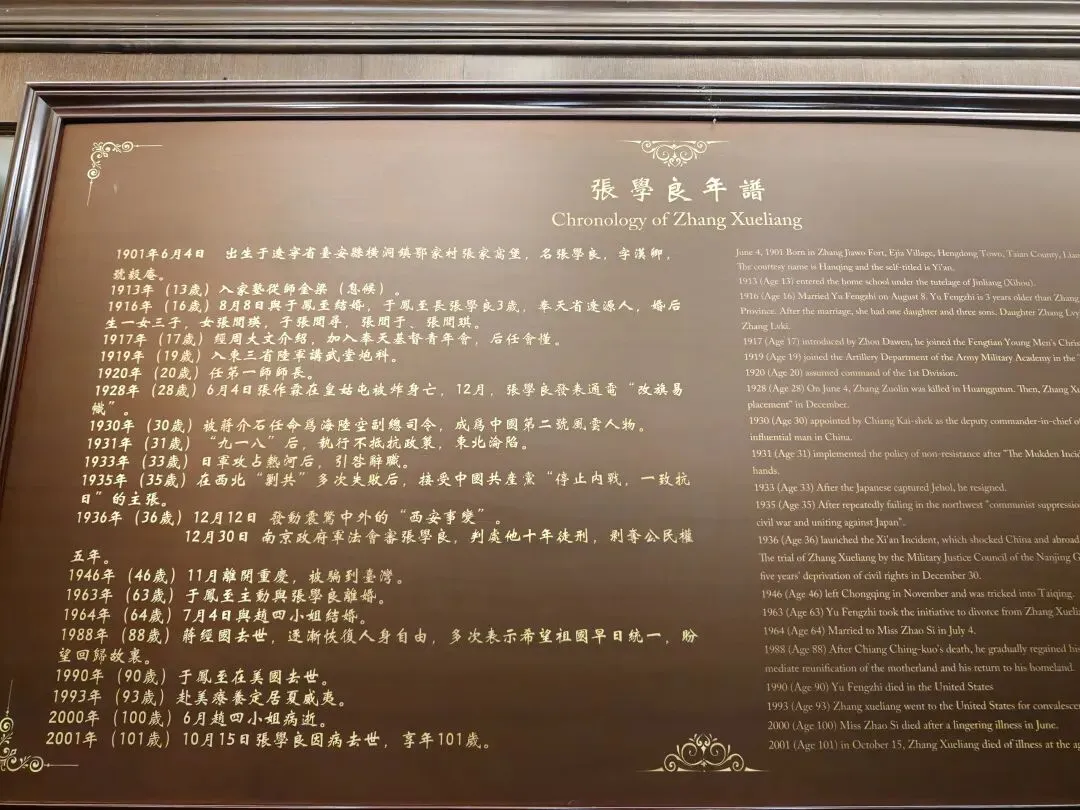 張學良年譜
Chronology of Zhang Xueliang
1901年6月4日 出生于遼寧省臺安縣橫洞鎮鄂家村張家窩堡，名張學良，字漢卿，
號毅庵。
1913年（13歲）入家塾從師金梁（息候）。
1916年（16歲）8月8日與于鳳至結婚，于鳳至長張學良3歲，奉天省遼源人，婚后
生一女三子，女張閭瑛，子張閭尋，張閭于、張閭琪。
1917年（17歲）經周大文介紹，加入奉天基督青年會，后任會懂。
1919年（19歲）入東三省陸軍講武堂炮科。
1920年（20歲）任第一師師長。
1928年（28歲）6月4日張作霖在皇姑屯被炸身亡，12月，張學良發表通電“改旗易
幟”。
1930年（30歲）被蔣介石任命爲海陸空副總司令，成爲中國第二號風雲人物。
1931年（31歲）“九一八”后，執行不抵抗政策，東北淪陷。
1933年（33歲）日軍攻占熱河后，引咎辭職。
1935年（35歲）在西北“剿共”多次失敗后，接受中國共産黨“停止内戰，一致抗
日”的主張。
1936年（36歲）12月12日 發動震驚中外的“西安事變”。
12月30日 南京政府軍法會審張學良，判處他十年徒刑，剥奪公民權
五年。
1946年（46歲）11月離開重慶，被騙到臺灣。
1963年（63歲）于鳳至主動與張學良離婚。
1964年（64歲）7月4日與趙四小姐結婚。
1988年（88歲）蔣經國去世，逐漸恢復人身自由，多次表示希望祖國早日統一，盼
望回歸故裏。
1990年（90歲）于鳳至在美國去世。
1993年（93歲）赴美療養定居夏威夷。
2000年（100歲）6月趙四小姐病逝。
2001年（101歲）10月15日張學良因病去世，享年101歲。
June 4, 1901 Born in Zhang Jiawo Fort, Ejia Village, Hengdong Town, Taian County, Liao
The courtesy name is Hanqing and the self-titled is Yi'an.
1913 (Age 13) entered the home school under the tutelage of Jinliang (Xihou).
1916 (Age 16) Married Yu Fengzhi on August 8. Yu Fengzhi is 3 years older than Zhang
Province. After the marriage, she had one daughter and three sons. Daughter Zhang Lvy
Zhang Lvki.
1917 (Age 17) introduced by Zhou Dawen, he joined the Fengtian Young Men's Chris
1919 (Age 19) joined the Artillery Department of the Army Military Academy in the
1920 (Age 20) assumed command of the 1st Division.
1928 (Age 28) On June 4, Zhang Zuolin was killed in Huanggutun. Then, Zhang Xu
placement" in December.
1930 (Age 30) appointed by Chiang Kai-shek as the deputy commander-in-chief o
influential man in China.
1931 (Age 31) implemented the policy of non-resistance after "The Mukden Incid
hands.
1933 (Age 33) After the Japanese captured Jehol, he resigned.
1935 (Age 35) After repeatedly failing in the northwest "communist suppressio
civil war and uniting against Japan".
1936 (Age 36) launched the Xi'an Incident, which shocked China and abroad
The trial of Zhang Xueliang by the Military Justice Council of the Nanjing G
five years' deprivation of civil rights in December 30.
1946 (Age 46) left Chongqing in November and was tricked into Taiqing.
1963 (Age 63) Yu Fengzhi took the initiative to divorce from Zhang Xuelia
1964 (Age 64) Married to Miss Zhao Si in July 4.
1988 (Age 88) After Chiang Ching-kuo's death, he gradually regained his
mediate reunification of the motherland and his return to his homeland.
1990 (Age 90) Yu Fengzhi died in the United States
1993 (Age 93) Zhang xueliang went to the United States for convalescen
2000 (Age 100) Miss Zhao Si died after a lingering illness in June.
2001 (Age 101) in October 15, Zhang Xueliang died of illness at the ag